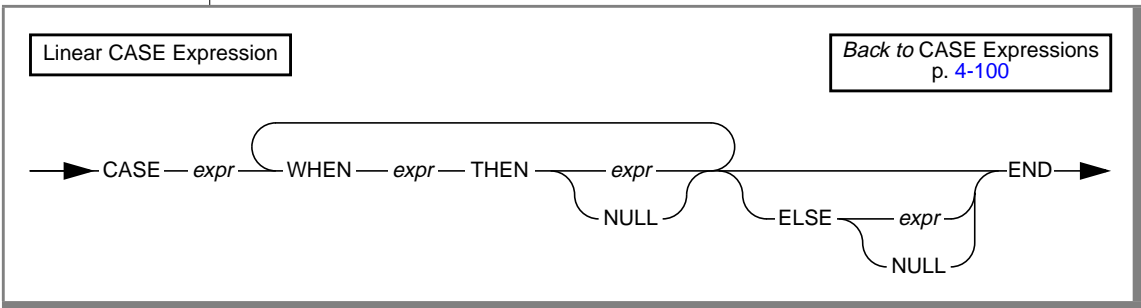 Linear CASE Expression
Back to CASE Expressions
p. 4-100
CASE expr WHEN expr THEN expr END
NULL ELSE expr
NULL